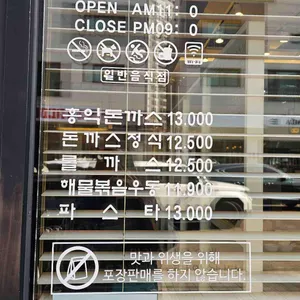 OPEN AM11: 0
CLOSE PM09: 0
일반음식점
홍익돈까스 13,000
돈까스정식 12,500
롤까스 12,500
해물볶음우동 11,900
파스타 13,000
맛과 위생을 위해
포장판매를 하지 않습니다.